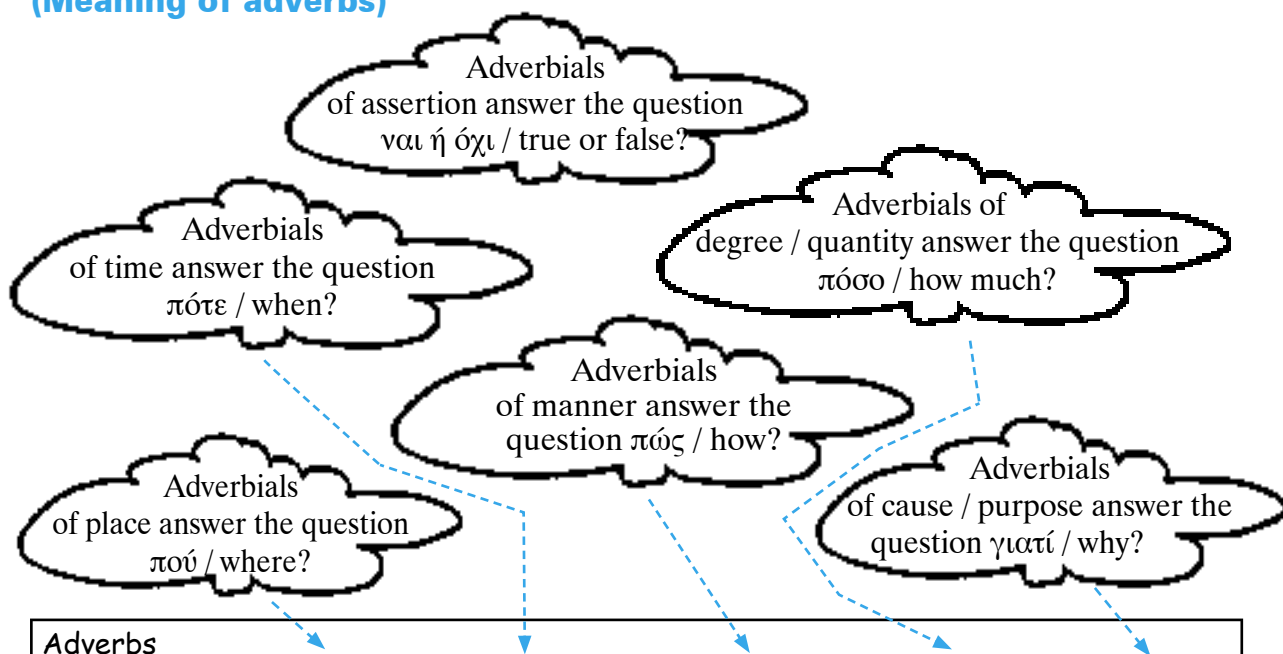 (Meaning of adverbs)
Adverbials
of assertion answer the question
ναι ή όχι / true or false?
Adverbials
of time answer the question
πότε / when?
Adverbials of
degree / quantity answer the question
πόσο / how much?
Adverbials
of manner answer the
question πώς / how?
Adverbials
of place answer the question
πού / where?
Adverbials
of cause / purpose answer the
question γιατί / why?
Adverbs